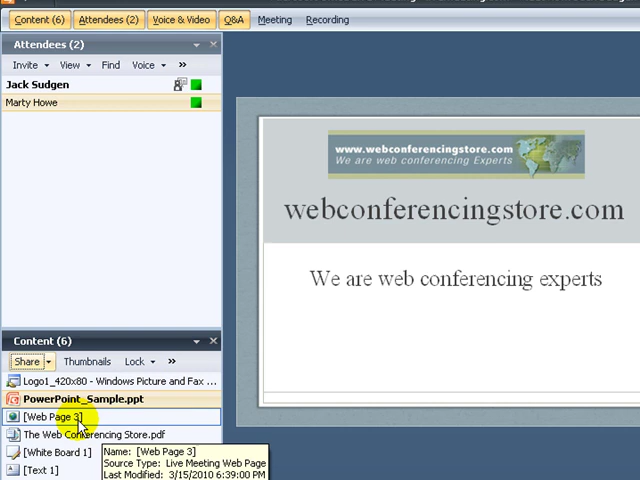 Content (6) Attendees (2) Voice & Video Q&A Meeting Recording
Attendees (2)
Invite View Find Voice »
Jack Sudgen
Marty Howe
www.webconferencingstore.com
We are web conferencing Experts
webconferencingstore.com
We are web conferencing experts
Content (6)
Share Thumbnails Lock »
Logo1_420x80 - Windows Picture and Fax ...
PowerPoint_Sample.ppt
[Web Page 3]
The Web Conferencing Store.pdf
[White Board 1]
[Text 1]
Name: [Web Page 3]
Source Type: Live Meeting Web Page
Last Modified: 3/15/2010 6:39:00 PM